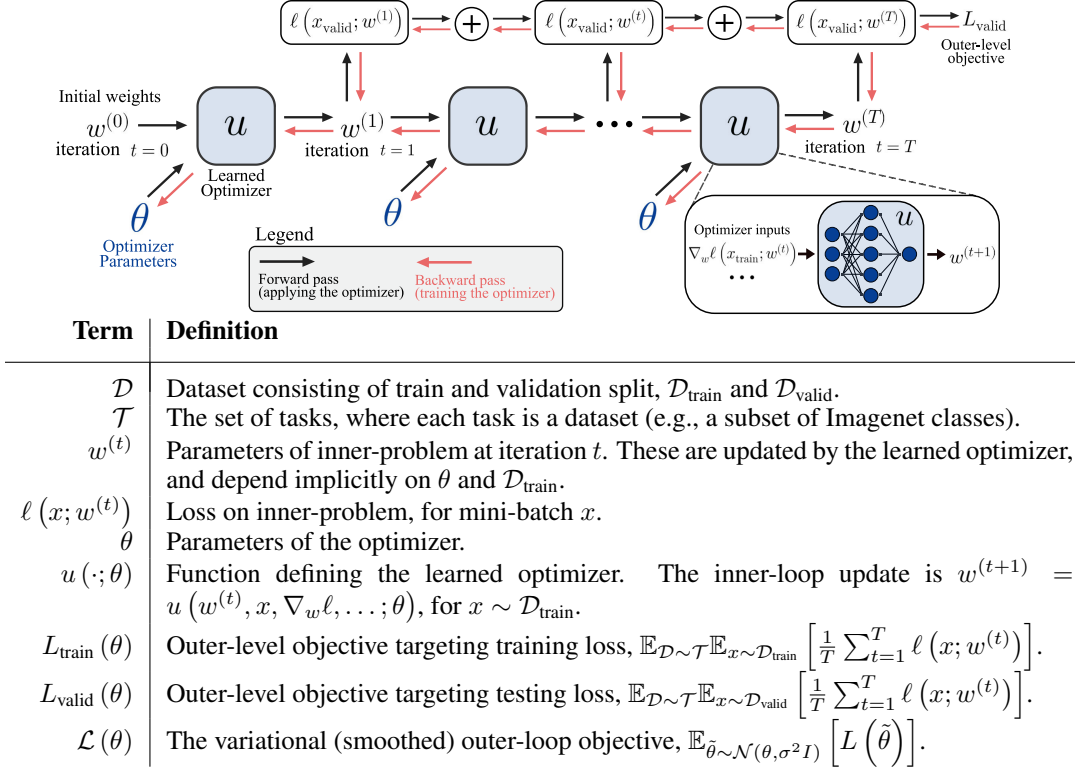 ℓ (x_valid; w^(1)) + ℓ (x_valid; w^(t)) + ℓ (x_valid; w^(T)) L_valid
Outer-level
objective
Initial weights
w^(0) u w^(1) u ••• u w^(T)
iteration t = 0 iteration t = 1 iteration t = T
Learned
Optimizer
θ θ θ
Optimizer
Parameters
Legend
Forward pass
(applying the optimizer)
Backward pass
(training the optimizer)
Optimizer inputs
∇_w ℓ (x_train; w^(t))
•••
u
w^(t+1)
Term Definition
𝒟 Dataset consisting of train and validation split, 𝒟_train and 𝒟_valid.
𝒯 The set of tasks, where each task is a dataset (e.g., a subset of Imagenet classes).
w^(t) Parameters of inner-problem at iteration t. These are updated by the learned optimizer,
and depend implicitly on θ and 𝒟_train.
ℓ (x; w^(t)) Loss on inner-problem, for mini-batch x.
θ Parameters of the optimizer.
u (·; θ) Function defining the learned optimizer. The inner-loop update is w^(t+1) =
u (w^(t), x, ∇_w ℓ, . . . ; θ), for x ∼ 𝒟_train.
L_train (θ) Outer-level objective targeting training loss, 𝔼_{𝒟∼𝒯} 𝔼_{x∼𝒟_train} [1/T ∑_{t=1}^{T} ℓ (x; w^(t))].
L_valid (θ) Outer-level objective targeting testing loss, 𝔼_{𝒟∼𝒯} 𝔼_{x∼𝒟_valid} [1/T ∑_{t=1}^{T} ℓ (x; w^(t))].
ℒ (θ) The variational (smoothed) outer-loop objective, 𝔼_{θ̃∼𝒩(θ,σ²I)} [L (θ̃)].